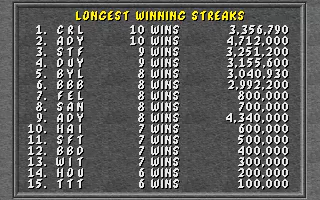 LONGEST WINNING STREAKS
1. CRL 10 WINS 3,356,790
2. ADY 10 WINS 4,712,000
3. STF 9 WINS 3,251,200
4. DUY 9 WINS 3,155,600
5. BYL 8 WINS 3,040,930
6. BBB 8 WINS 2,992,200
7. FEL 8 WINS 800,000
8. SAN 8 WINS 700,000
9. ADY 8 WINS 4,340,000
10. HAI 7 WINS 600,000
11. SFT 7 WINS 500,000
12. BBD 7 WINS 400,000
13. WIT 7 WINS 300,000
14. HOU 6 WINS 200,000
15. TTT 6 WINS 100,000